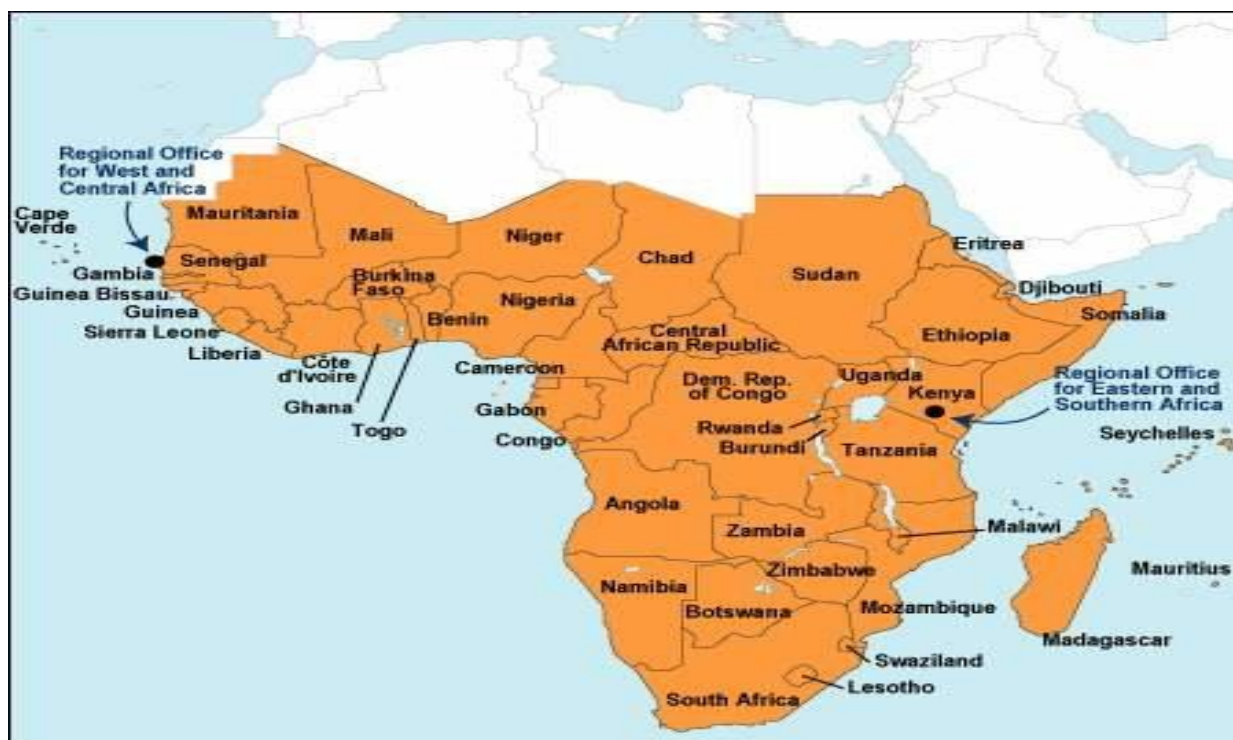 Regional Office
for West and
Central Africa
Cape
Verde
Mauritania
Mali
Niger
Chad
Sudan
Eritrea
Senegal
Gambia
Guinea Bissau
Guinea
Sierra Leone
Liberia
Burkina
Faso
Nigeria
Benin
Djibouti
Somalia
Ethiopia
Central
African Republic
Côte
d'Ivoire
Ghana
Togo
Cameroon
Gabon
Congo
Dem. Rep.
of Congo
Uganda
Kenya
Regional Office
for Eastern and
Southern Africa
Rwanda
Burundi
Tanzania
Seychelles
Angola
Zambia
Malawi
Zimbabwe
Mauritius
Namibia
Botswana
Mozambique
Madagascar
Swaziland
Lesotho
South Africa